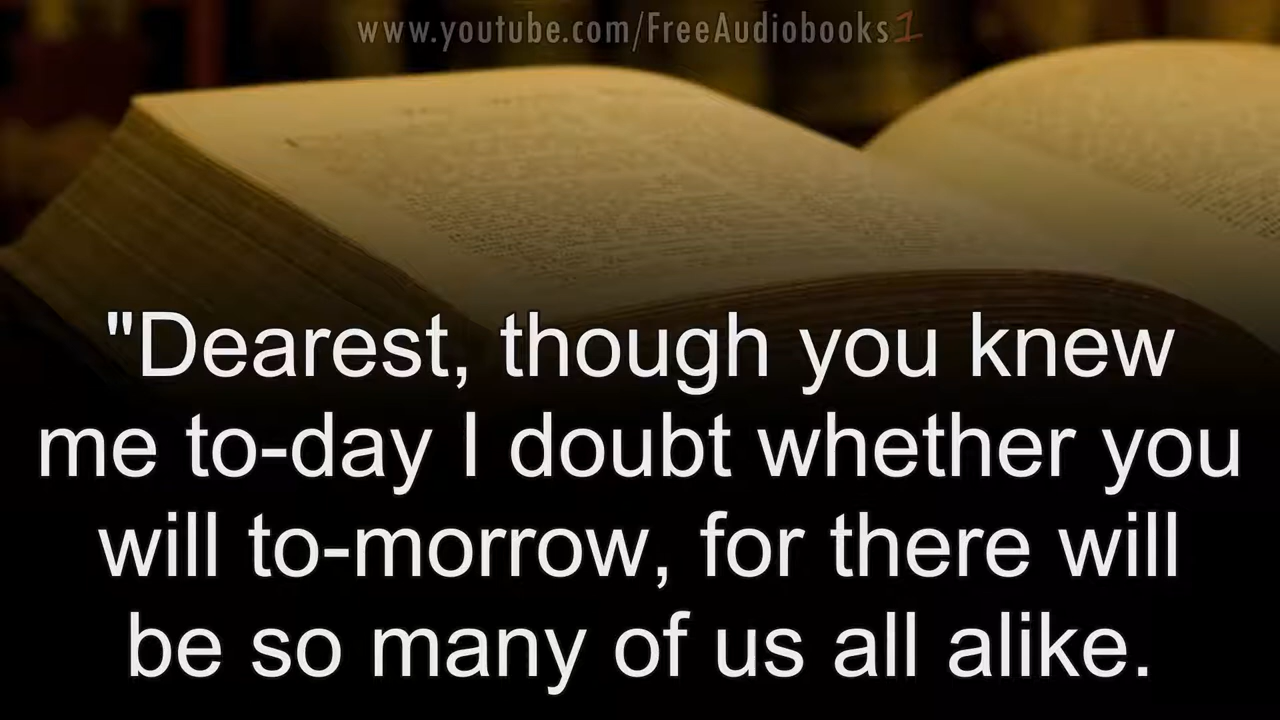 www.youtube.com/FreeAudiobooks1
"Dearest, though you knew
me to-day I doubt whether you
will to-morrow, for there will
be so many of us all alike.